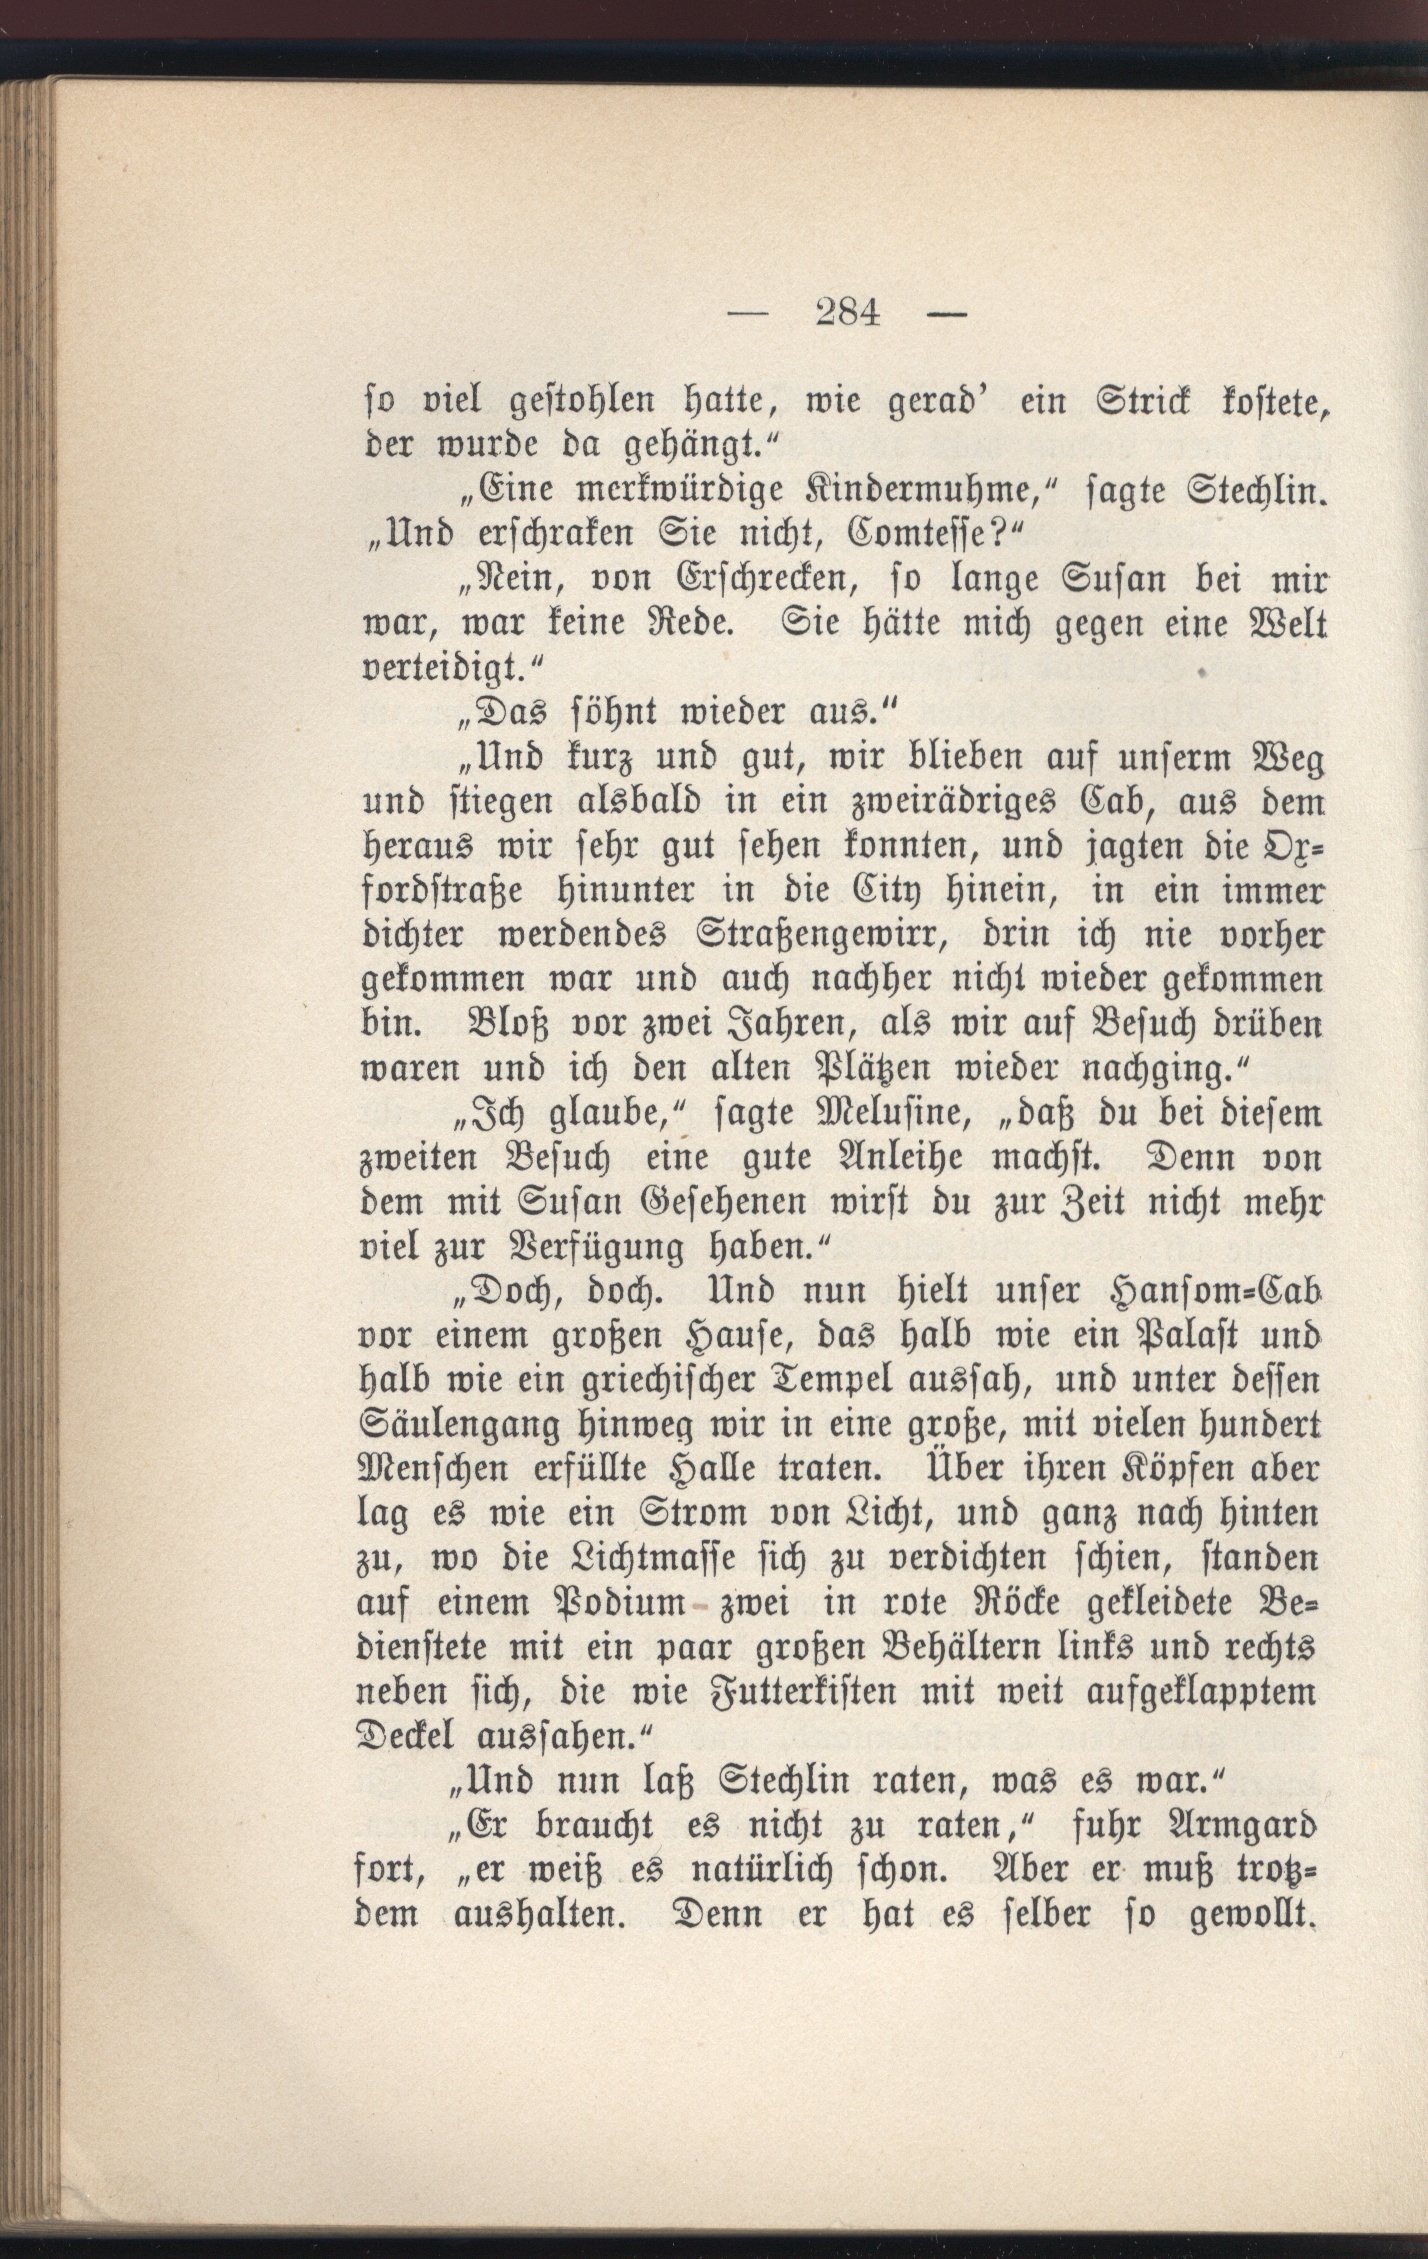 — 284 —
so viel gestohlen hatte, wie gerad’ ein Strick kostete,
der wurde da gehängt.“
„Eine merkwürdige Kindermuhme,“ sagte Stechlin.
„Und erschraken Sie nicht, Comtesse?“
„Nein, von Erschrecken, so lange Susan bei mir
war, war keine Rede. Sie hätte mich gegen eine Welt
verteidigt.“
„Das söhnt wieder aus.“
„Und kurz und gut, wir blieben auf unserm Weg
und stiegen alsbald in ein zweirädriges Cab, aus dem
heraus wir sehr gut sehen konnten, und jagten die Ox-
fordstraße hinunter in die City hinein, in ein immer
dichter werdendes Straßengewirr, drin ich nie vorher
gekommen war und auch nachher nicht wieder gekommen
bin. Bloß vor zwei Jahren, als wir auf Besuch drüben
waren und ich den alten Plätzen wieder nachging.“
„Ich glaube,“ sagte Melusine, „daß du bei diesem
zweiten Besuch eine gute Anleihe machst. Denn von
dem mit Susan Gesehenen wirst du zur Zeit nicht mehr
viel zur Verfügung haben.“
„Doch, doch. Und nun hielt unser Hansom-Cab
vor einem großen Hause, das halb wie ein Palast und
halb wie ein griechischer Tempel aussah, und unter dessen
Säulengang hinweg wir in eine große, mit vielen hundert
Menschen erfüllte Halle traten. Über ihren Köpfen aber
lag es wie ein Strom von Licht, und ganz nach hinten
zu, wo die Lichtmasse sich zu verdichten schien, standen
auf einem Podium zwei in rote Röcke gekleidete Be-
dienstete mit ein paar großen Behältern links und rechts
neben sich, die wie Futterkisten mit weit aufgeklapptem
Deckel aussahen.“
„Und nun laß Stechlin raten, was es war.“
„Er braucht es nicht zu raten,“ fuhr Armgard
fort, „er weiß es natürlich schon. Aber er muß trotz-
dem aushalten. Denn er hat es selber so gewollt.